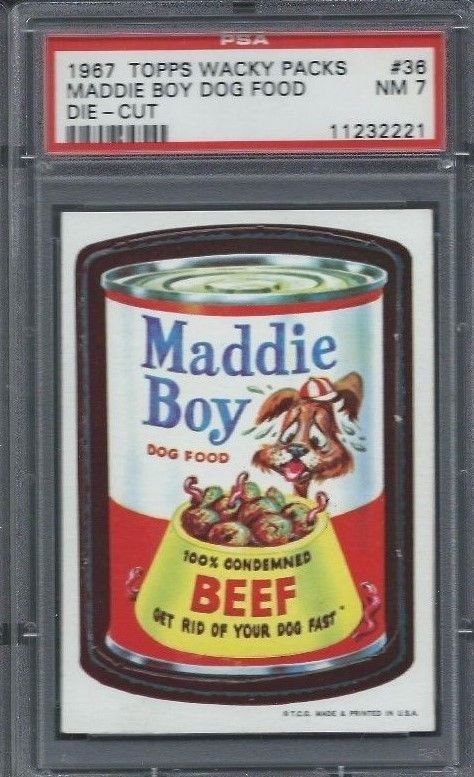 PSA
1967 TOPPS WACKY PACKS #36
MADDIE BOY DOG FOOD NM 7
DIE-CUT
11232221
Maddie
Boy
DOG FOOD
100% CONDEMNED
BEEF
GET RID OF YOUR DOG FAST"
© T.C.G. MADE & PRINTED IN U.S.A.